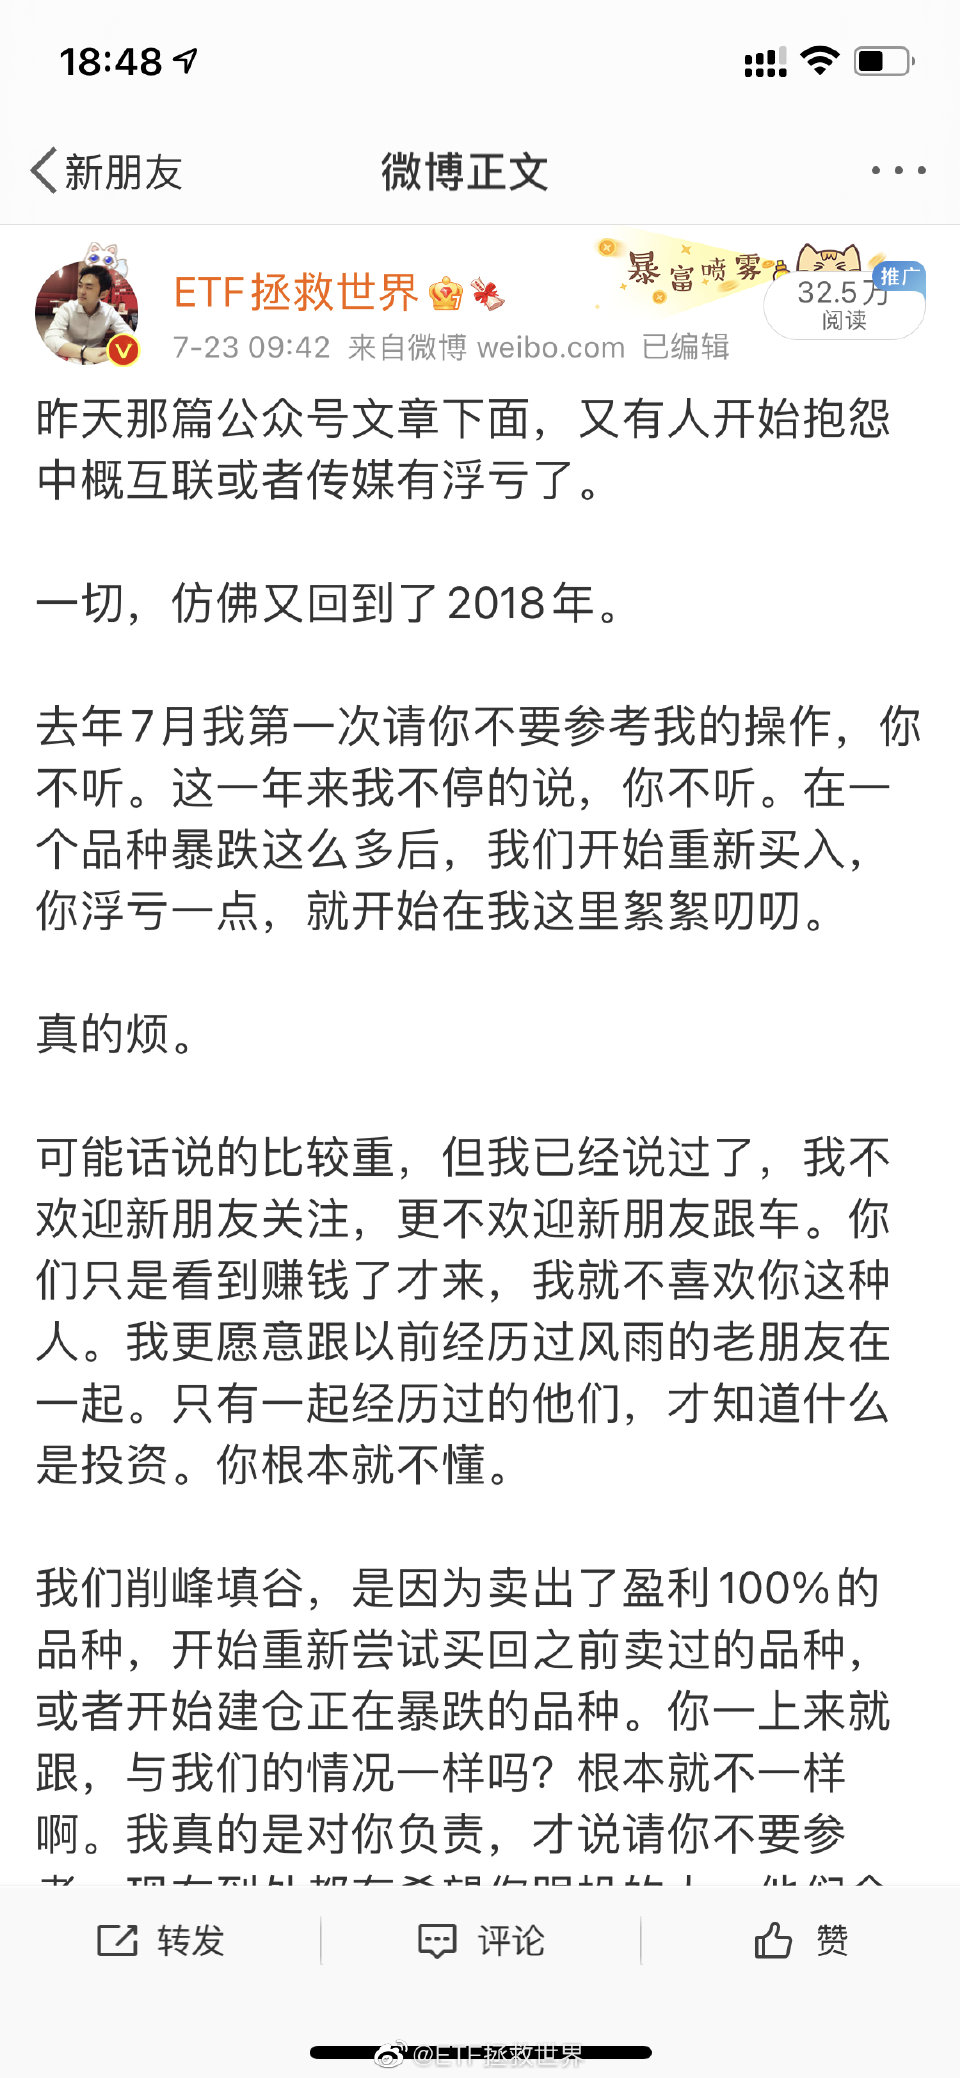 18:48
新朋友
微博正文
ETF拯救世界
暴富喷雾
推广
32.5万
阅读
7-23 09:42 来自微博 weibo.com 已编辑
昨天那篇公众号文章下面，又有人开始抱怨
中概互联或者传媒有浮亏了。
一切，仿佛又回到了2018年。
去年7月我第一次请你不要参考我的操作，你
不听。这一年来我不停的说，你不听。在一
个品种暴跌这么多后，我们开始重新买入，
你浮亏一点，就开始在我这里絮絮叨叨。
真的烦。
可能话说的比较重，但我已经说过了，我不
欢迎新朋友关注，更不欢迎新朋友跟车。你
们只是看到赚钱了才来，我就不喜欢你这种
人。我更愿意跟以前经历过风雨的老朋友在
一起。只有一起经历过的他们，才知道什么
是投资。你根本就不懂。
我们削峰填谷，是因为卖出了盈利100%的
品种，开始重新尝试买回之前卖过的品种，
或者开始建仓正在暴跌的品种。你一上来就
跟，与我们的情况一样吗？根本就不一样
啊。我真的是对你负责，才说请你不要参
转发
评论
赞
@ETF拯救世界